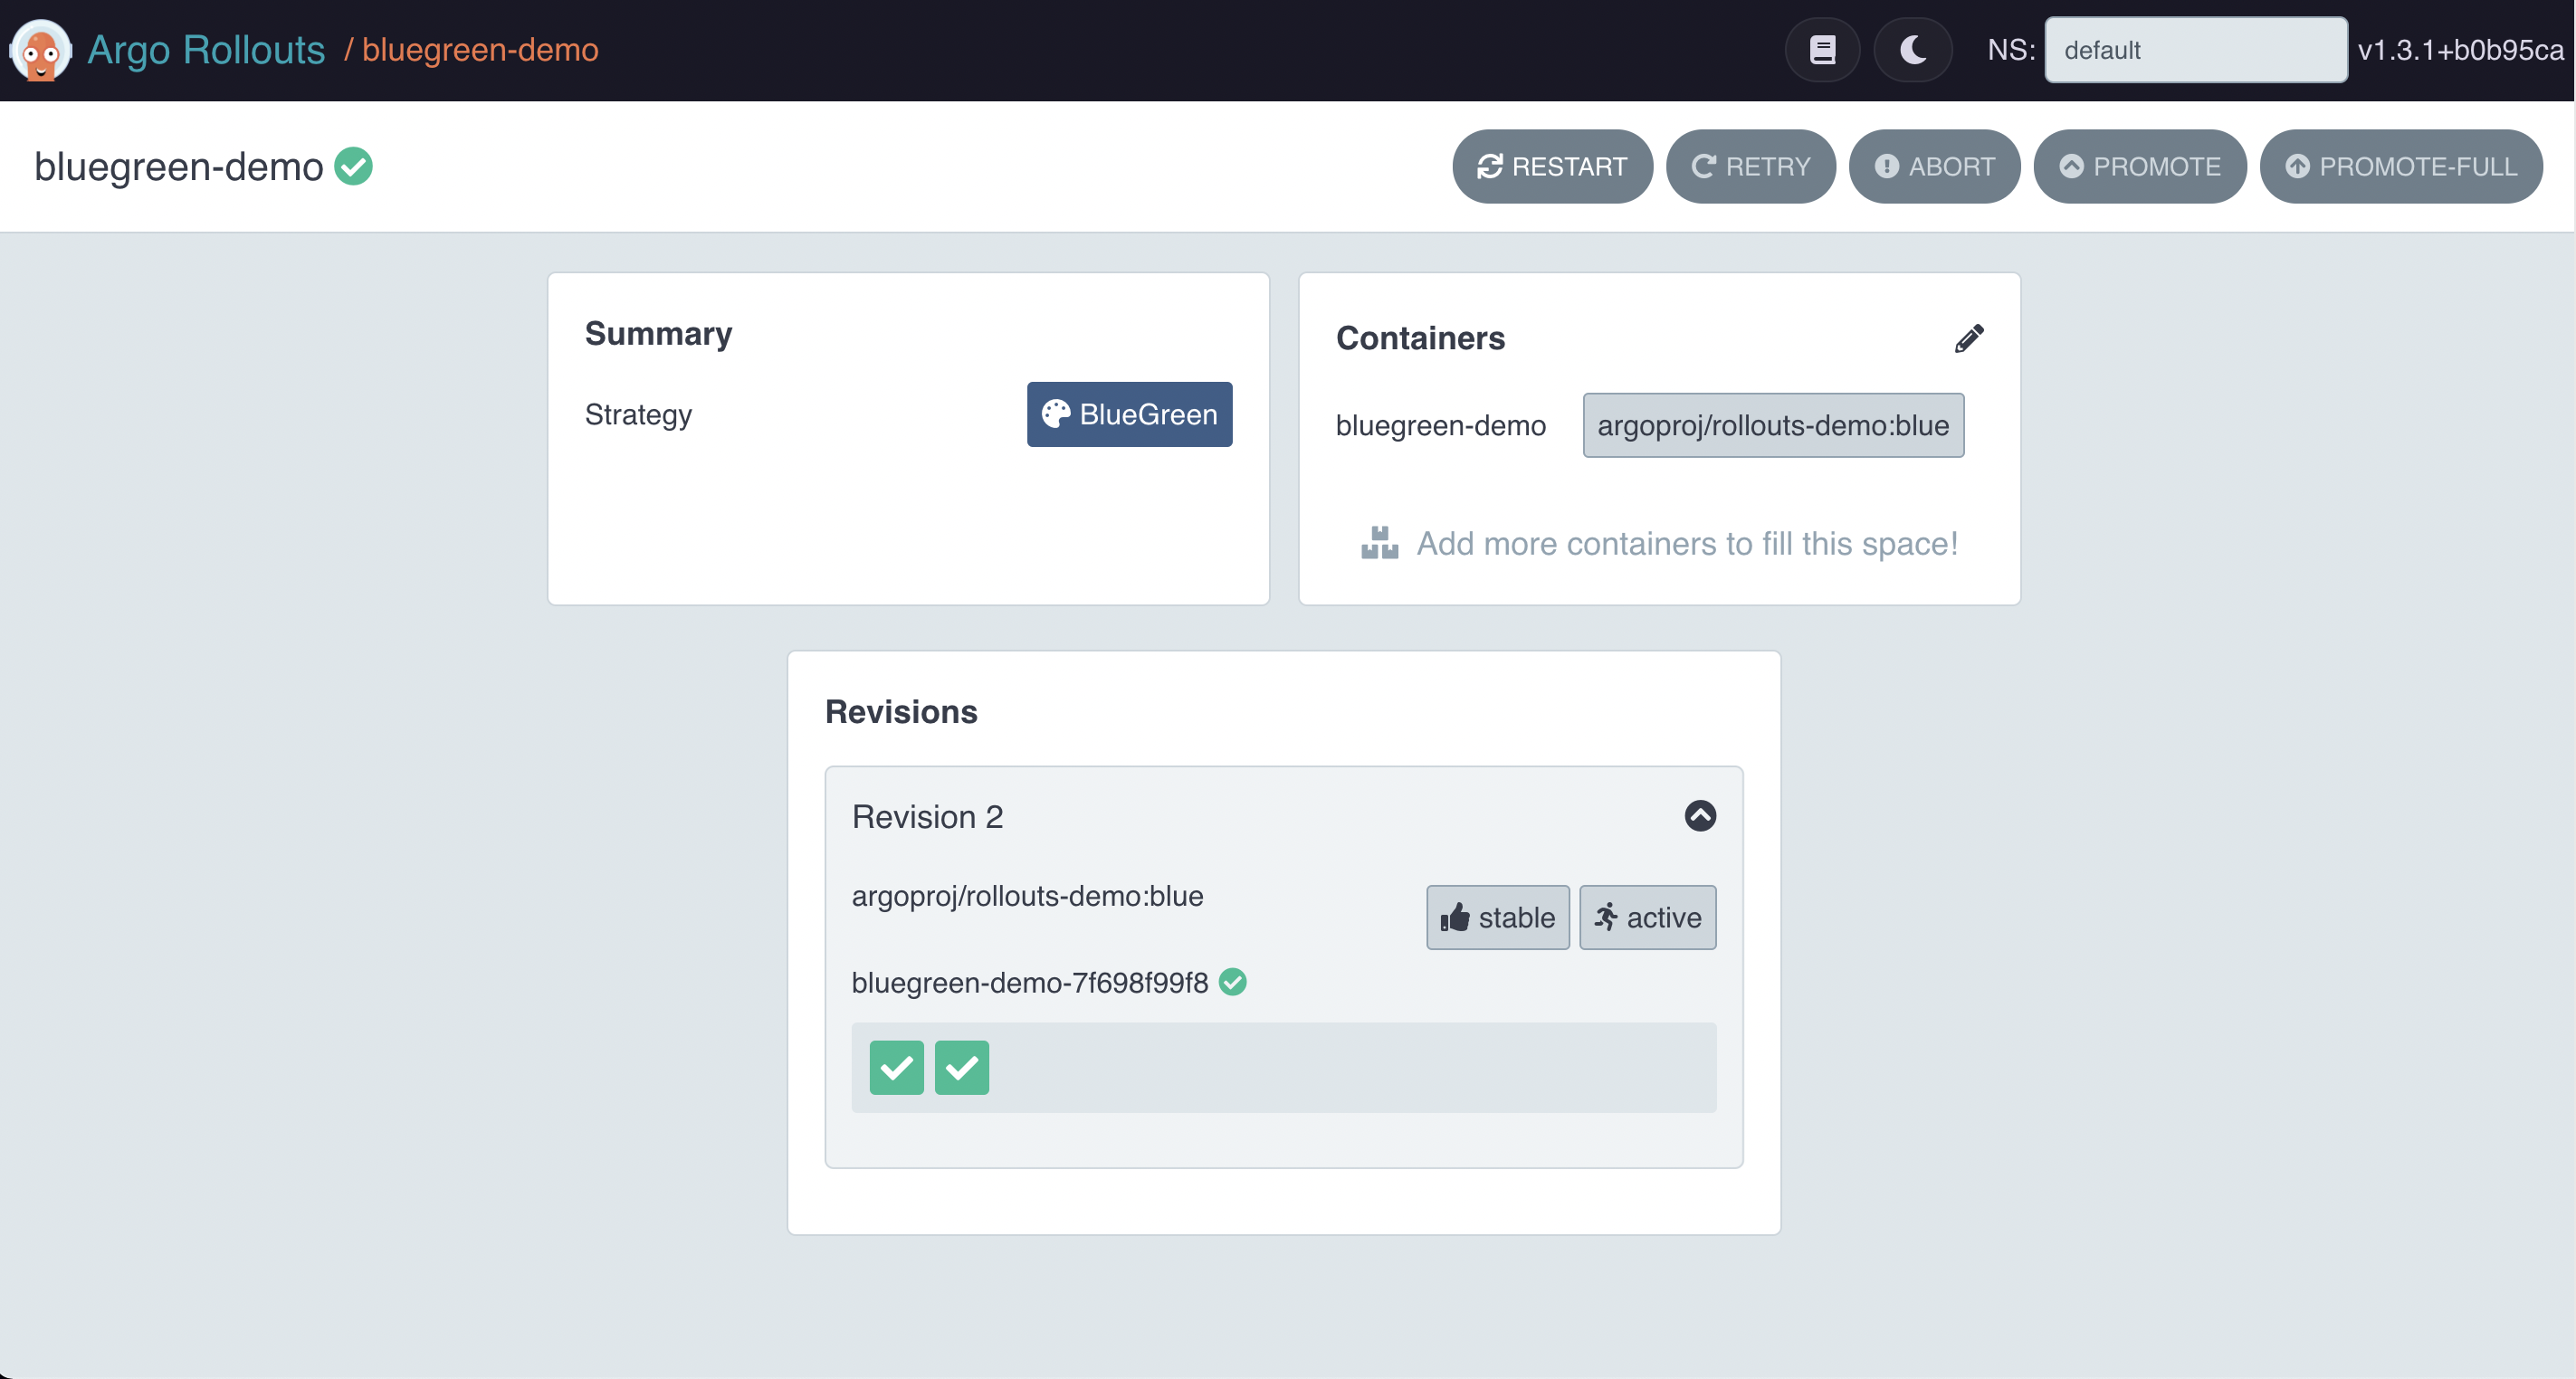 Argo Rollouts / bluegreen-demo NS: default v1.3.1+b0b95ca
bluegreen-demo RESTART RETRY ABORT PROMOTE PROMOTE-FULL
Summary
Strategy BlueGreen
Containers
bluegreen-demo argoproj/rollouts-demo:blue
Add more containers to fill this space!
Revisions
Revision 2
argoproj/rollouts-demo:blue stable active
bluegreen-demo-7f698f99f8